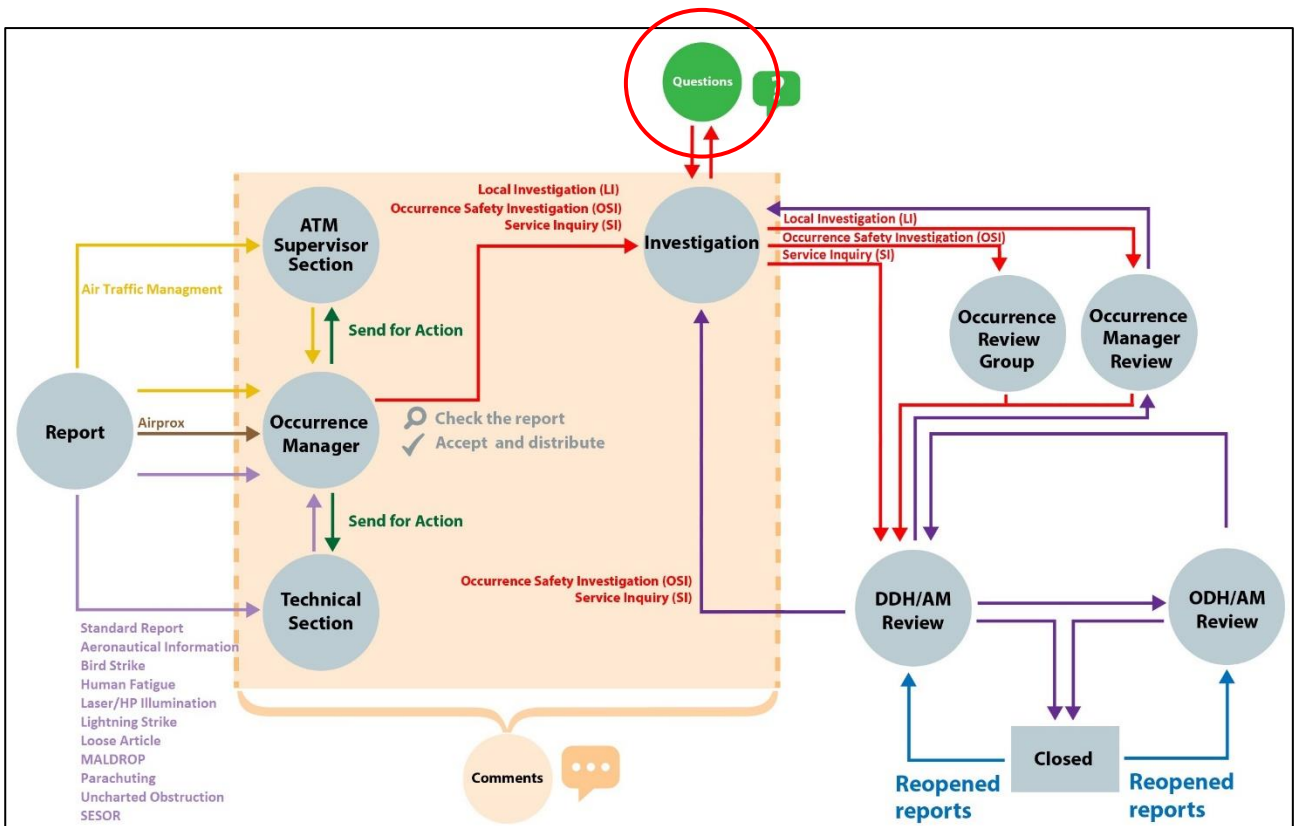 Questions
?
ATM
Supervisor
Section
Local Investigation (LI)
Occurrence Safety Investigation (OSI)
Service Inquiry (SI)
Investigation
Local Investigation (LI)
Occurrence Safety Investigation (OSI)
Service Inquiry (SI)
Air Traffic Managment
Send for Action
Occurrence
Review
Group
Occurrence
Manager
Review
Report
Airprox
Occurrence
Manager
Check the report
Accept and distribute
Send for Action
Technical
Section
Occurrence Safety Investigation (OSI)
Service Inquiry (SI)
DDH/AM
Review
ODH/AM
Review
Standard Report
Aeronautical Information
Bird Strike
Human Fatigue
Laser/HP Illumination
Lightning Strike
Loose Article
MALDROP
Parachuting
Uncharted Obstruction
SESOR
Comments
Closed
Reopened
reports
Reopened
reports